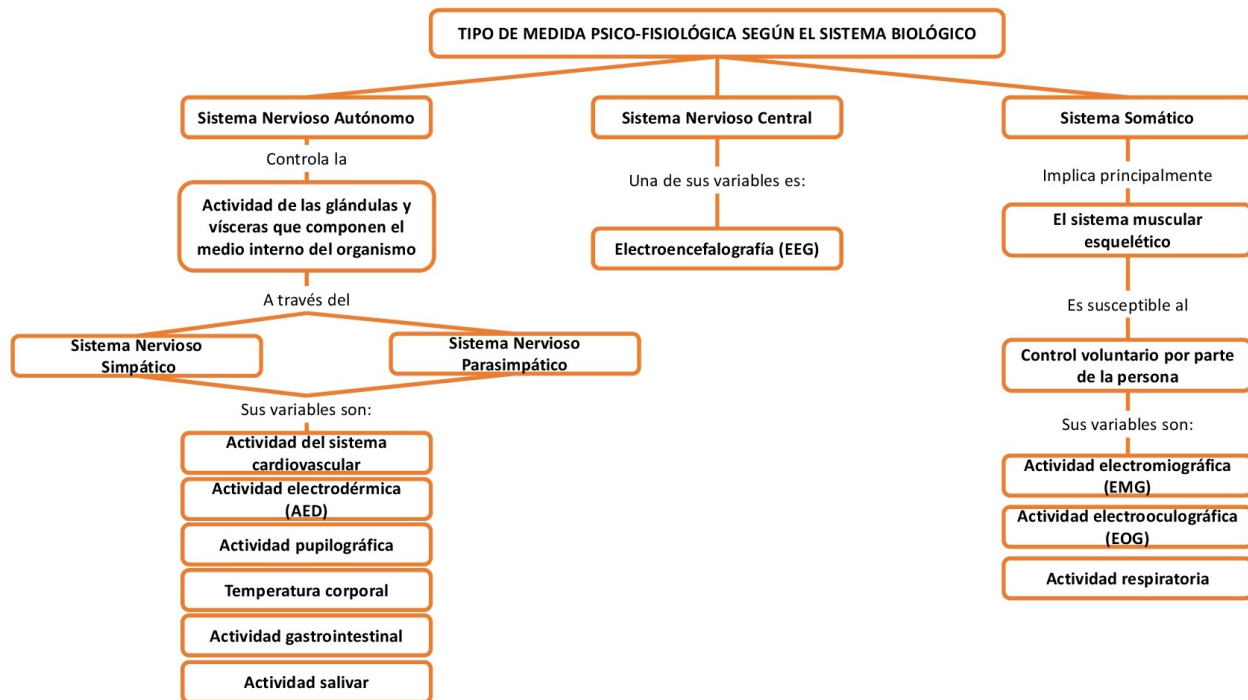 TIPO DE MEDIDA PSICO-FISIOLÓGICA SEGÚN EL SISTEMA BIOLÓGICO
Sistema Nervioso Autónomo
Controla la
Actividad de las glándulas y
vísceras que componen el
medio interno del organismo
A través del
Sistema Nervioso
Simpático
Sistema Nervioso
Parasimpático
Sus variables son:
Actividad del sistema
cardiovascular
Actividad electrodérmica
(AED)
Actividad pupilográfica
Temperatura corporal
Actividad gastrointestinal
Actividad salivar
Sistema Nervioso Central
Una de sus variables es:
Electroencefalografía (EEG)
Sistema Somático
Implica principalmente
El sistema muscular
esquelético
Es susceptible al
Control voluntario por parte
de la persona
Sus variables son:
Actividad electromiográfica
(EMG)
Actividad electrooculográfica
(EOG)
Actividad respiratoria